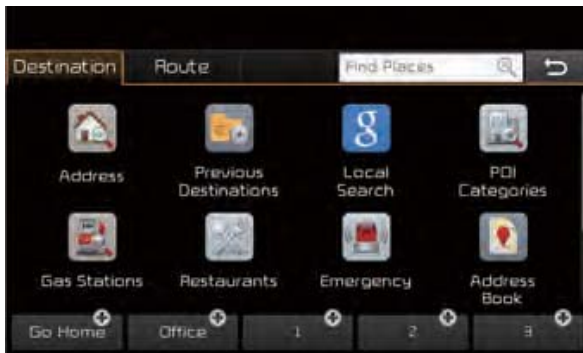 Destination Route Find Places
Address Previous Destinations Local Search POI Categories
Gas Stations Restaurants Emergency Address Book
Go Home Office 1 2 3